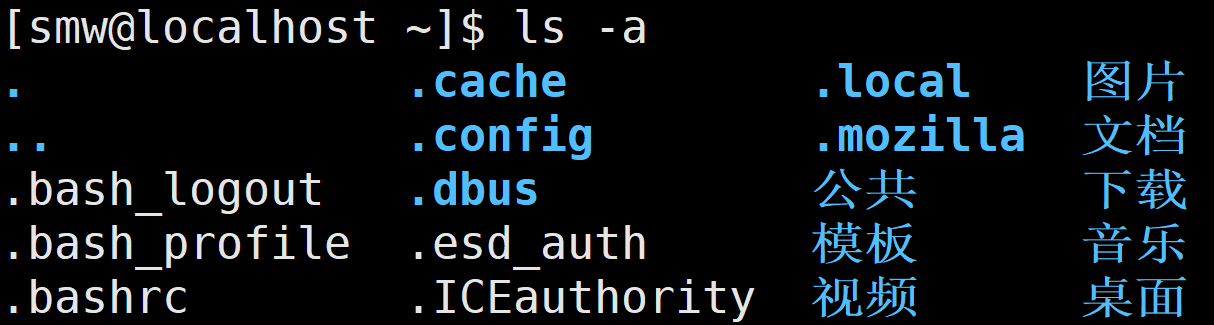 [smw@localhost ~]$ ls -a
. .cache .local 图片
.. .config .mozilla 文档
.bash_logout .dbus 公共 下载
.bash_profile .esd_auth 模板 音乐
.bashrc .ICEauthority 视频 桌面